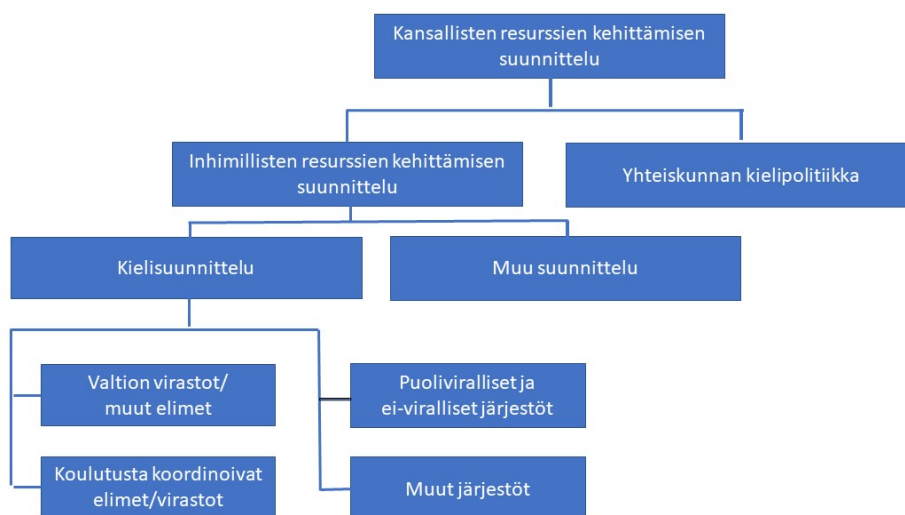 Kansallisten resurssien kehittämisen
suunnittelu
Inhimillisten resurssien kehittämisen
suunnittelu
Yhteiskunnan kielipolitiikka
Kielisuunnittelu
Muu suunnittelu
Valtion virastot/
muut elimet
Puoliviralliset ja
ei-viralliset järjestöt
Koulutusta koordinoivat
elimet/virastot
Muut järjestöt